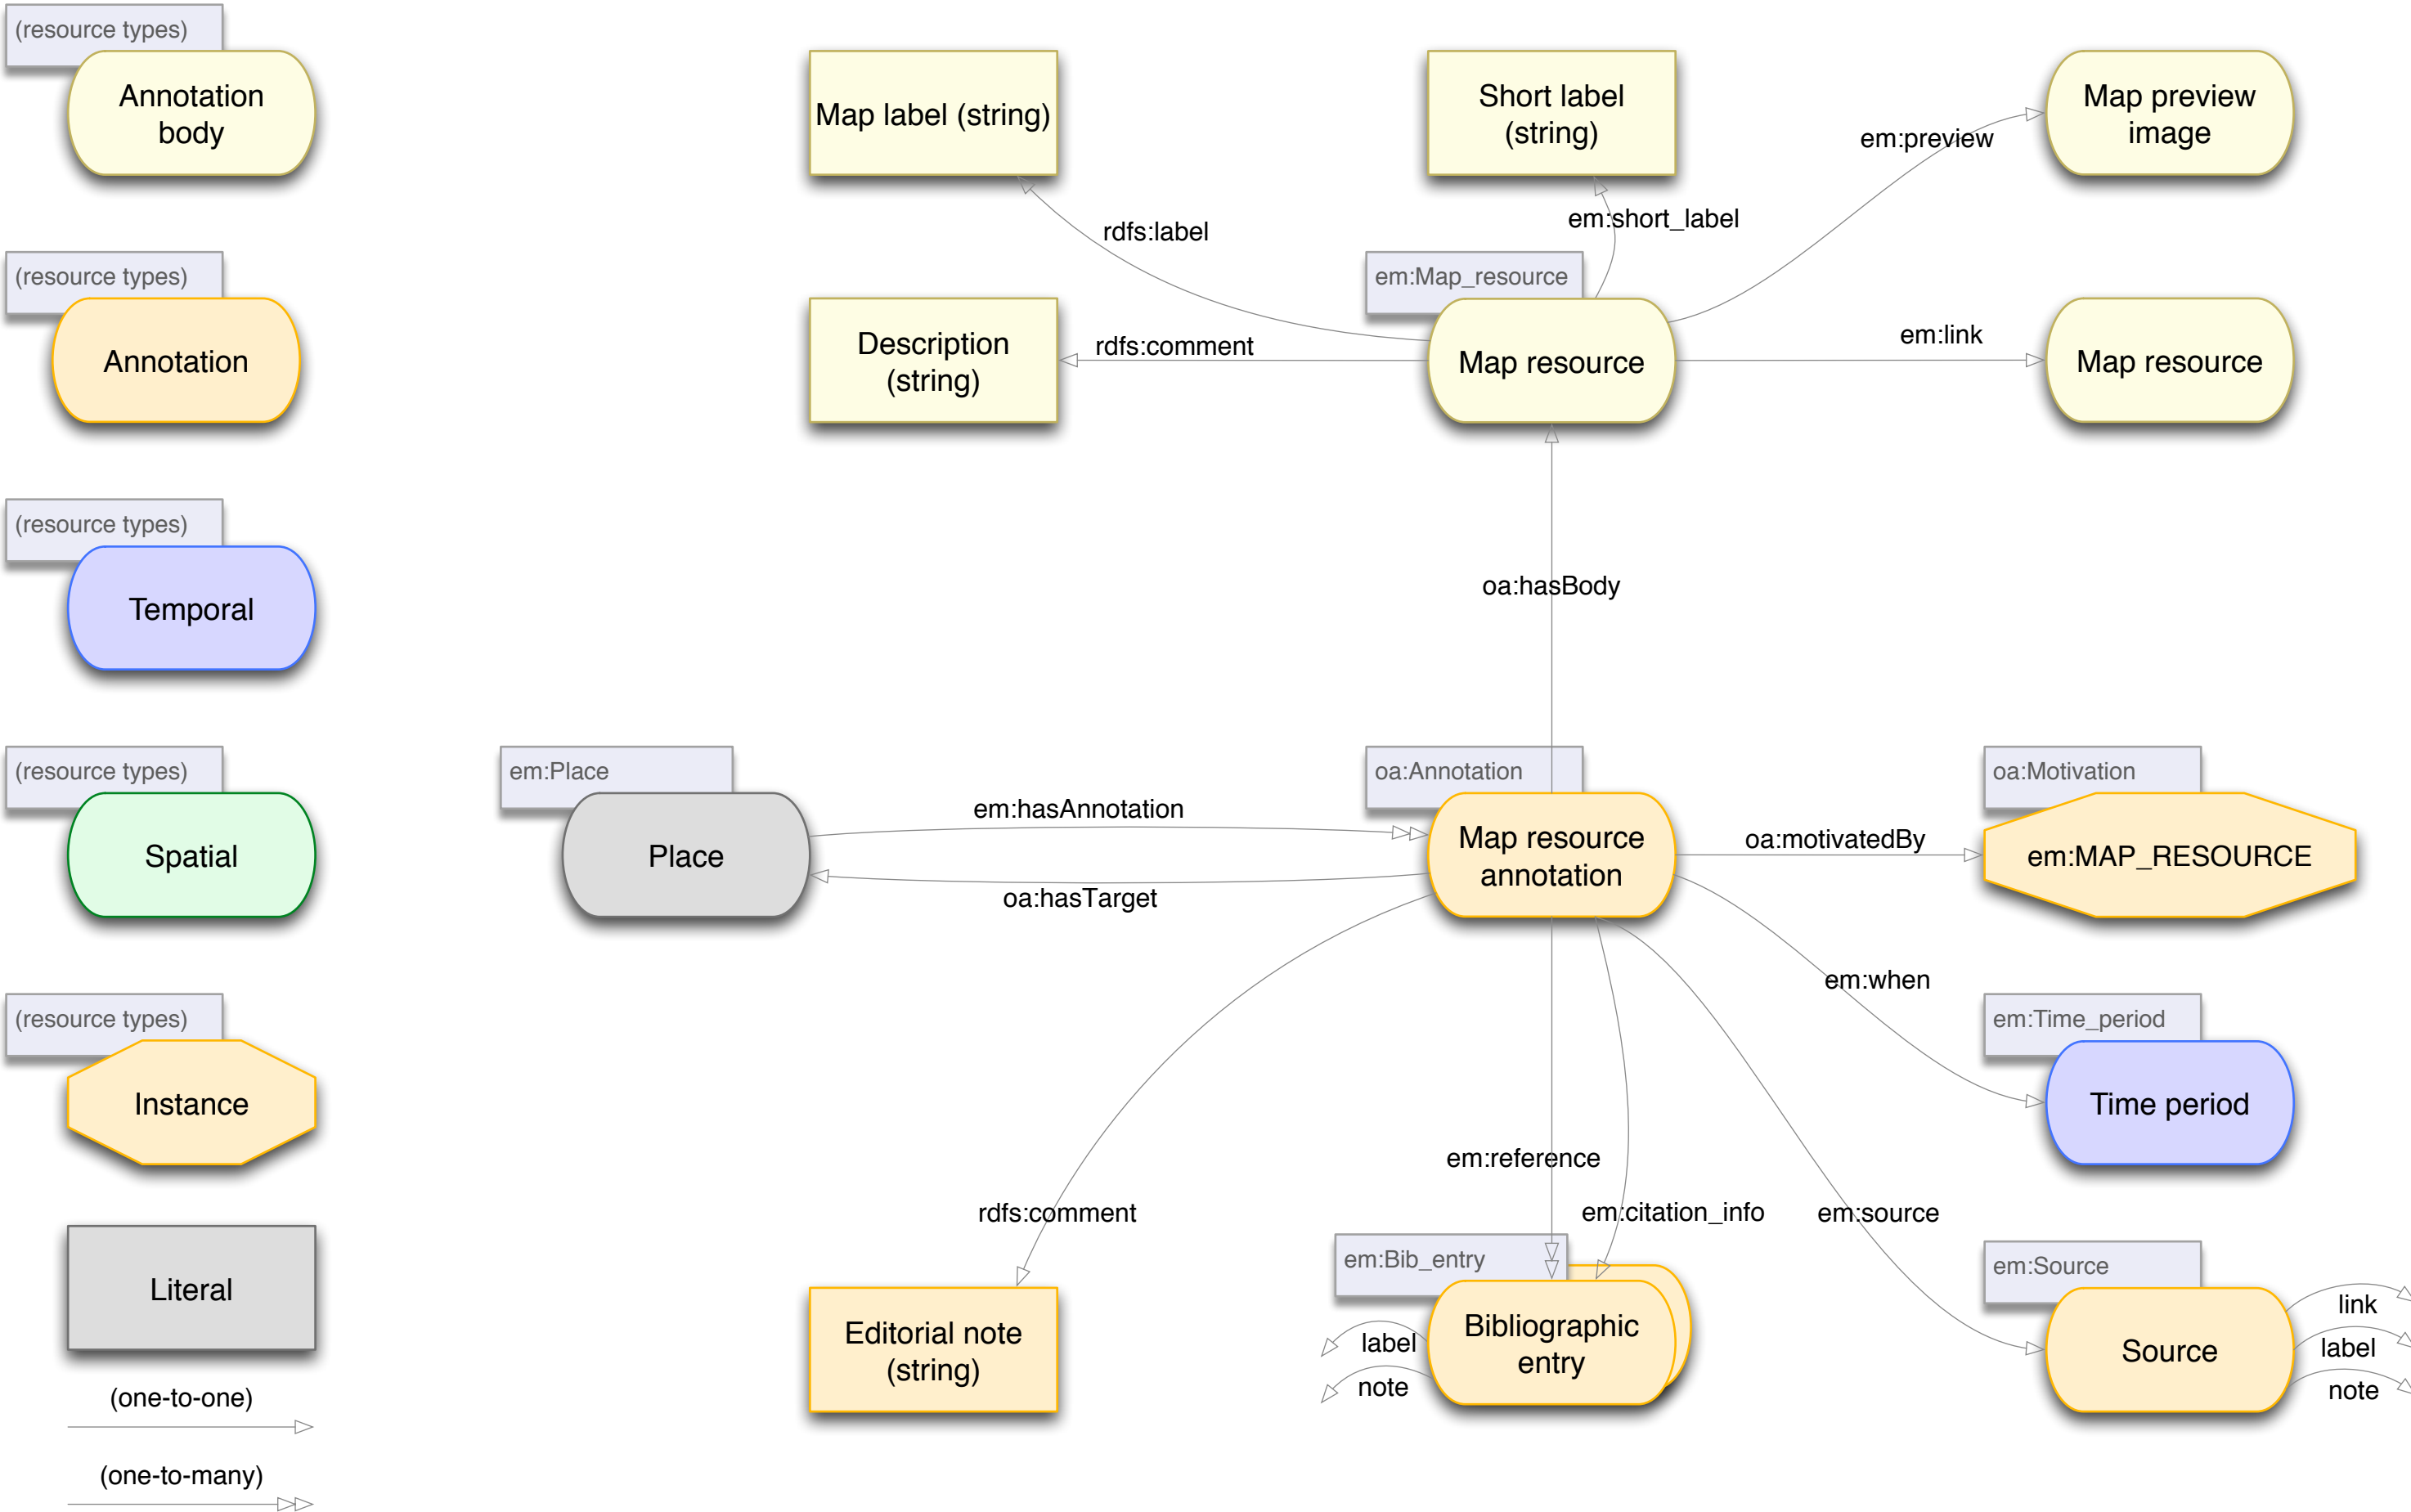 (resource types)
Annotation
body
(resource types)
Annotation
(resource types)
Temporal
(resource types)
Spatial
(resource types)
Instance
Literal
(one-to-one)
(one-to-many)
Map label (string)
Short label
(string)
Map preview
image
em:preview
rdfs:label
em:short_label
em:Map_resource
Description
(string)
rdfs:comment
Map resource
em:link
Map resource
oa:hasBody
em:Place
Place
em:hasAnnotation
oa:hasTarget
oa:Annotation
Map resource
annotation
oa:motivatedBy
oa:Motivation
em:MAP_RESOURCE
em:when
em:Time_period
Time period
em:reference
rdfs:comment
em:citation_info
em:source
Editorial note
(string)
em:Bib_entry
Bibliographic
entry
label
note
em:Source
Source
link
label
note